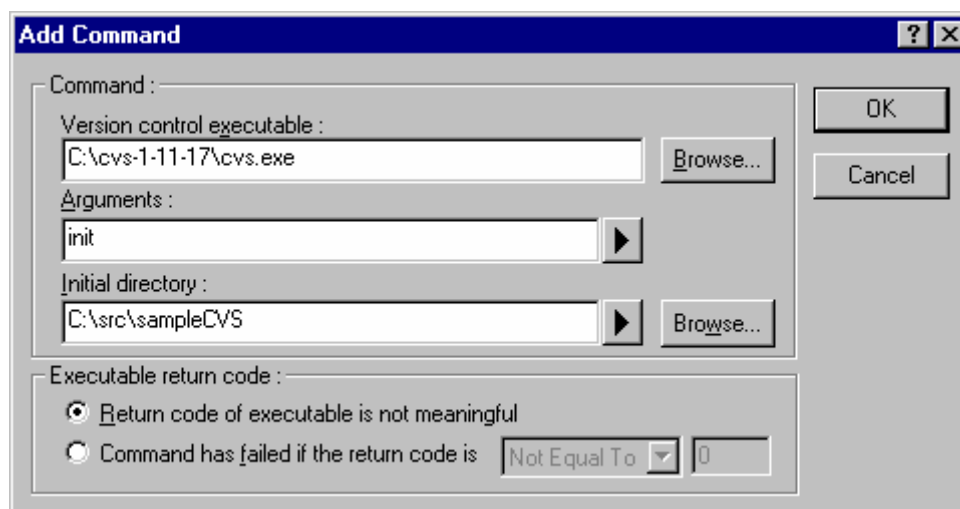 Add Command
Command :
Version control executable :
C:\cvs-1-11-17\cvs.exe
Browse...
Arguments :
init
Initial directory :
C:\src\sampleCVS
Browse...
OK
Cancel
Executable return code :
Return code of executable is not meaningful
Command has failed if the return code is
Not Equal To
0